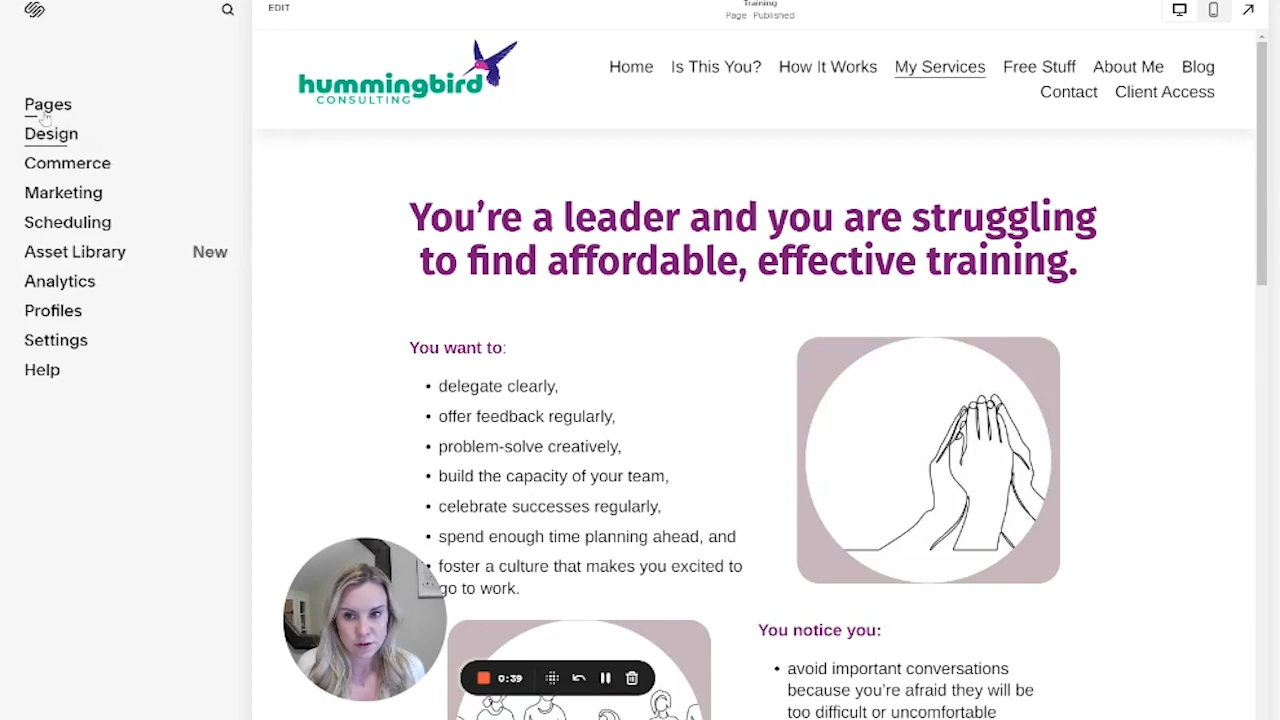 EDIT
Training
Page · Published
Pages
Design
Commerce
Marketing
Scheduling
Asset Library New
Analytics
Profiles
Settings
Help
hummingbird
CONSULTING
Home Is This You? How It Works My Services Free Stuff About Me Blog
Contact Client Access
You’re a leader and you are struggling
to find affordable, effective training.
You want to:
• delegate clearly,
• offer feedback regularly,
• problem-solve creatively,
• build the capacity of your team,
• celebrate successes regularly,
• spend enough time planning ahead, and
• foster a culture that makes you excited to
go to work.
You notice you:
• avoid important conversations
because you’re afraid they will be
too difficult or uncomfortable
0:39